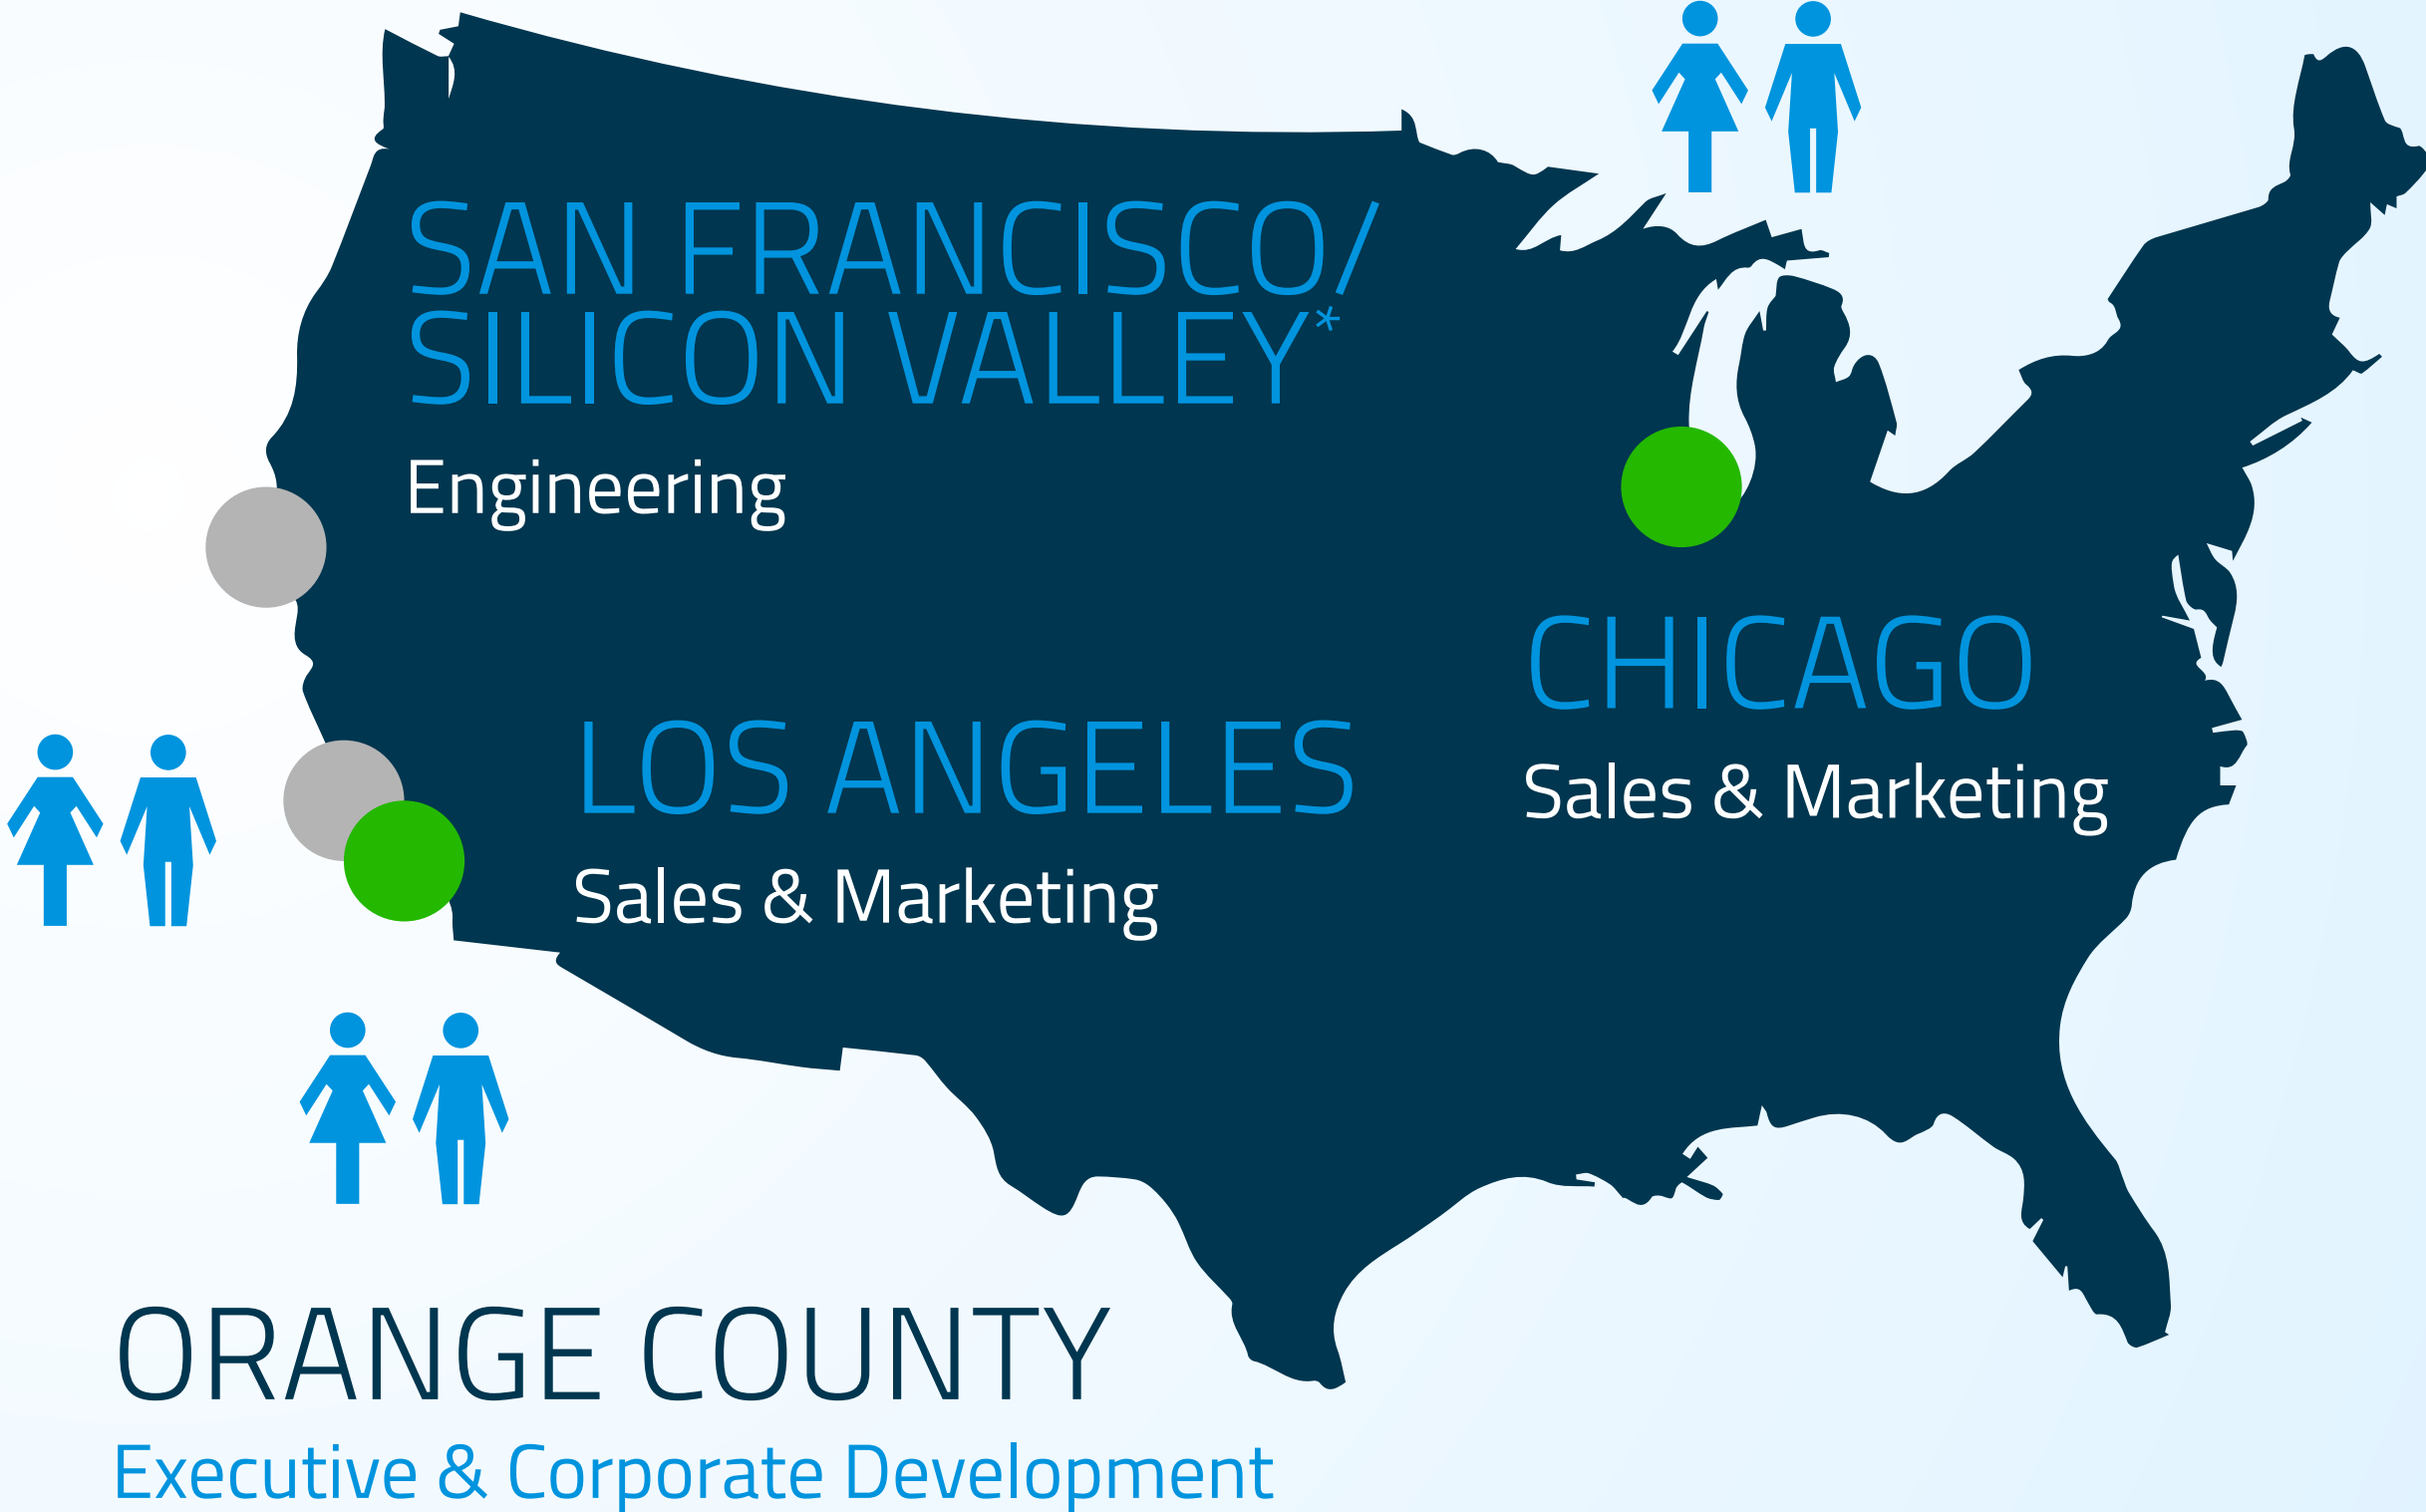 SAN FRANCISCO/
SILICON VALLEY*
Engineering
CHICAGO
Sales & Marketing
LOS ANGELES
Sales & Marketing
ORANGE COUNTY
Executive & Corporate Development